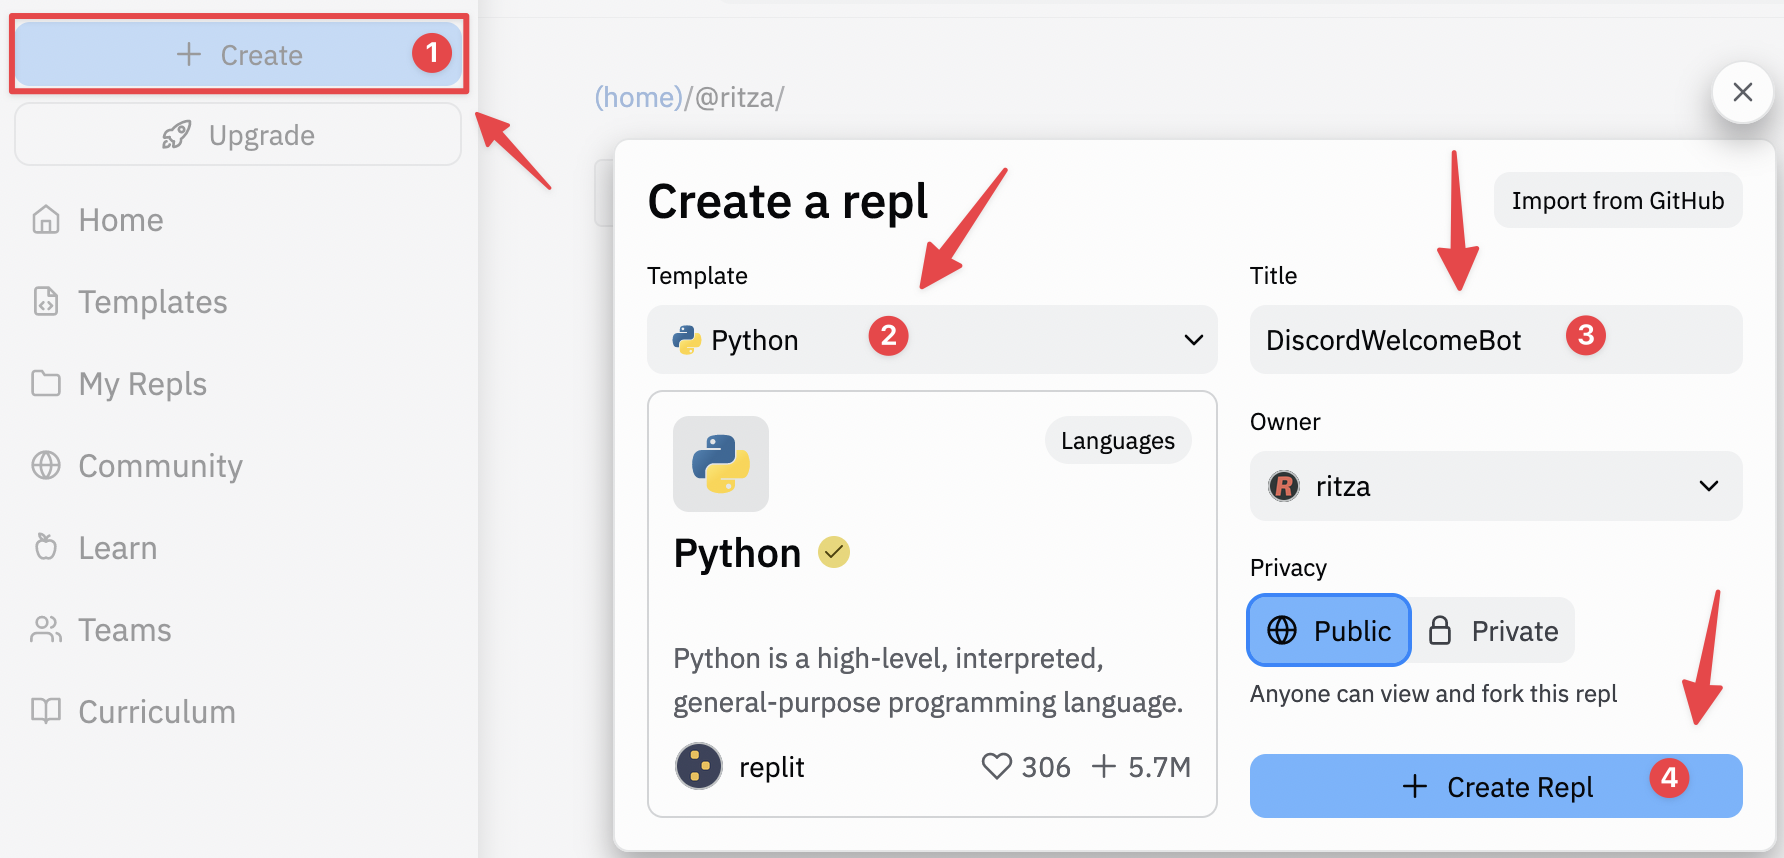 + Create 1
Upgrade
Home
Templates
My Repls
Community
Learn
Teams
Curriculum
(home)/@ritza/
Create a repl
Import from GitHub
Template
Python 2
Languages
Python
Python is a high-level, interpreted,
general-purpose programming language.
replit 306 + 5.7M
Title
DiscordWelcomeBot 3
Owner
R ritza
Privacy
Public Private
Anyone can view and fork this repl
+ Create Repl 4